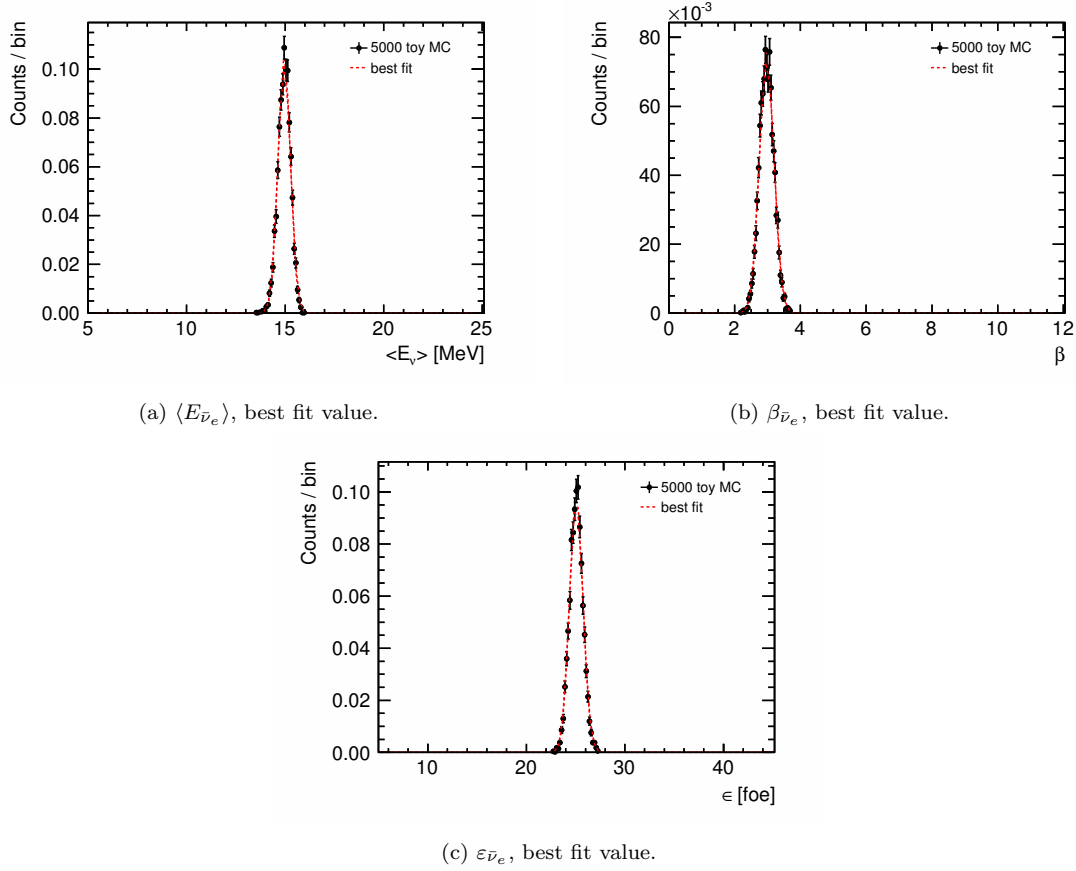 Counts / bin
0.10
0.08
0.06
0.04
0.02
0.00
5 10 15 20 25
<E_ν> [MeV]
5000 toy MC
best fit
(a) ⟨E_ν̄ₑ⟩, best fit value.
×10⁻³
Counts / bin
80
60
40
20
0
0 2 4 6 8 10 12
β
5000 toy MC
best fit
(b) β_ν̄ₑ, best fit value.
Counts / bin
0.10
0.08
0.06
0.04
0.02
0.00
10 20 30 40
∈ [foe]
5000 toy MC
best fit
(c) ε_ν̄ₑ, best fit value.